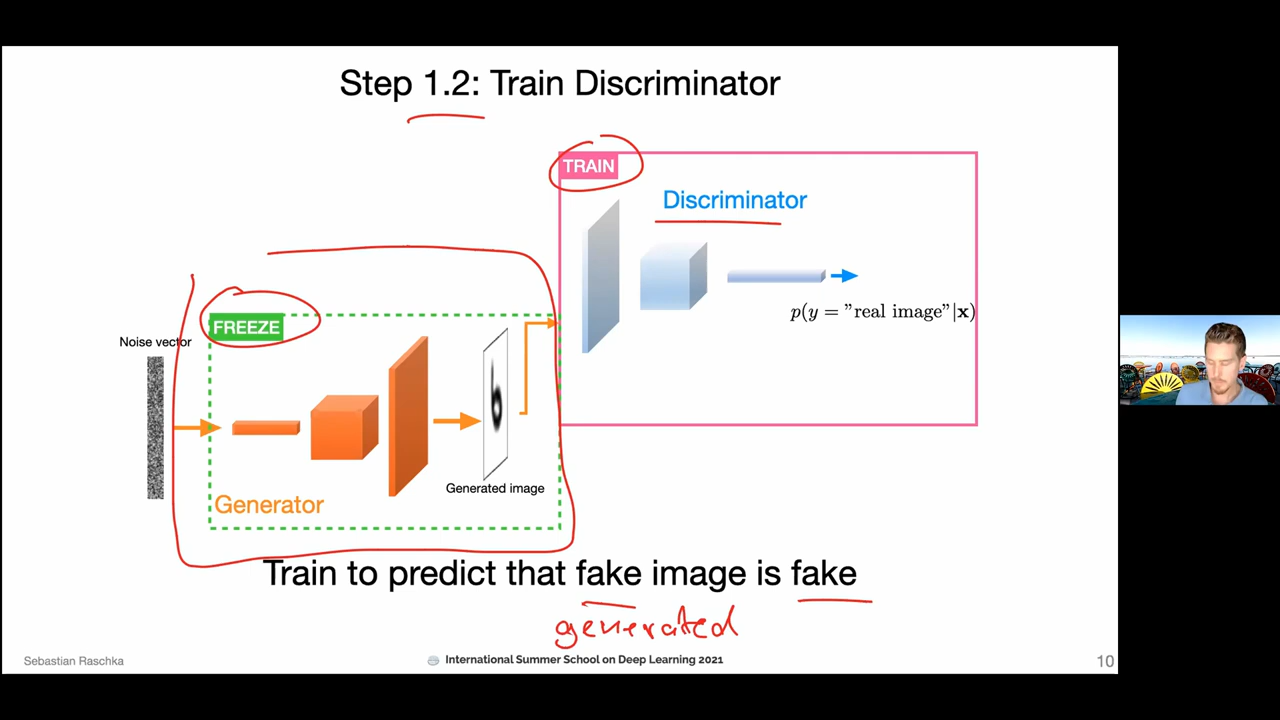 Step 1.2: Train Discriminator
TRAIN
Discriminator
p(y = "real image"|x)
FREEZE
Noise vector
Generated image
Generator
Train to predict that fake image is fake
generated
Sebastian Raschka
International Summer School on Deep Learning 2021
10